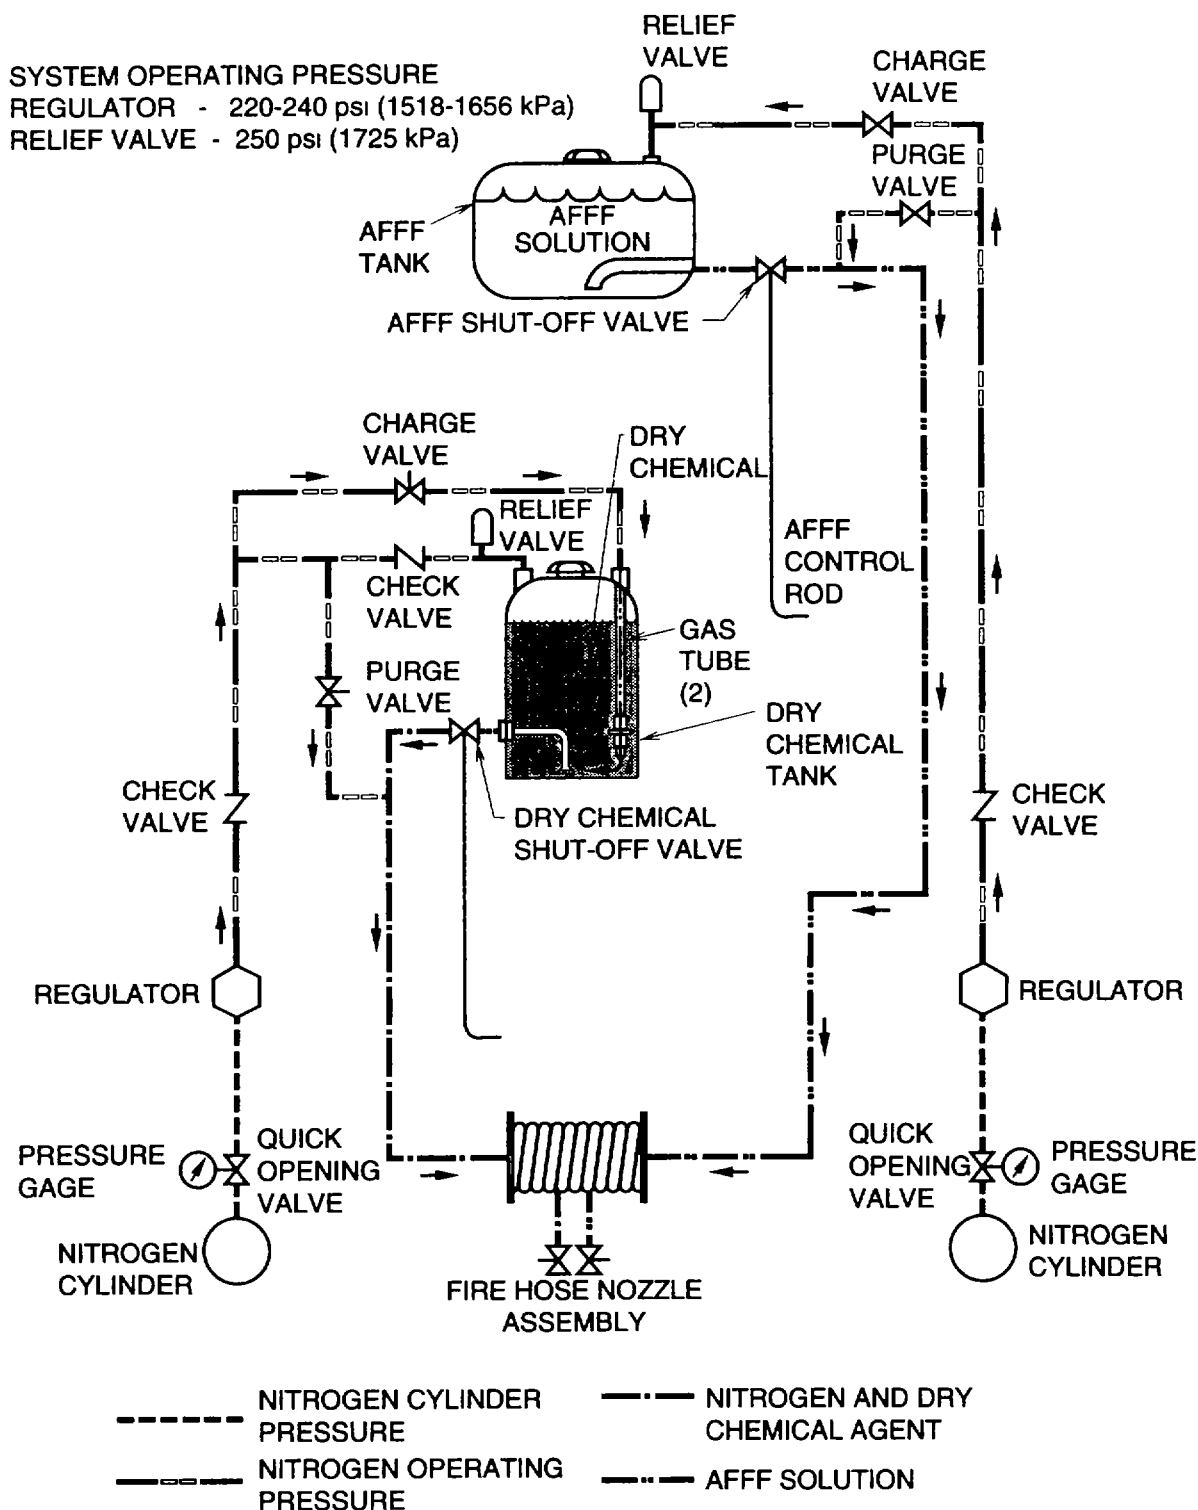 RELIEF
VALVE
SYSTEM OPERATING PRESSURE
REGULATOR - 220-240 psi (1518-1656 kPa)
RELIEF VALVE - 250 psi (1725 kPa)
CHARGE
VALVE
PURGE
VALVE
AFFF
TANK
AFFF
SOLUTION
AFFF SHUT-OFF VALVE
CHARGE
VALVE
DRY
CHEMICAL
RELIEF
VALVE
CHECK
VALVE
AFFF
CONTROL
ROD
GAS
TUBE
(2)
PURGE
VALVE
DRY
CHEMICAL
TANK
CHECK
VALVE
DRY CHEMICAL
SHUT-OFF VALVE
CHECK
VALVE
REGULATOR
REGULATOR
PRESSURE
GAGE
QUICK
OPENING
VALVE
QUICK
OPENING
VALVE
PRESSURE
GAGE
NITROGEN
CYLINDER
NITROGEN
CYLINDER
FIRE HOSE NOZZLE
ASSEMBLY
NITROGEN CYLINDER
PRESSURE
NITROGEN AND DRY
CHEMICAL AGENT
NITROGEN OPERATING
PRESSURE
AFFF SOLUTION